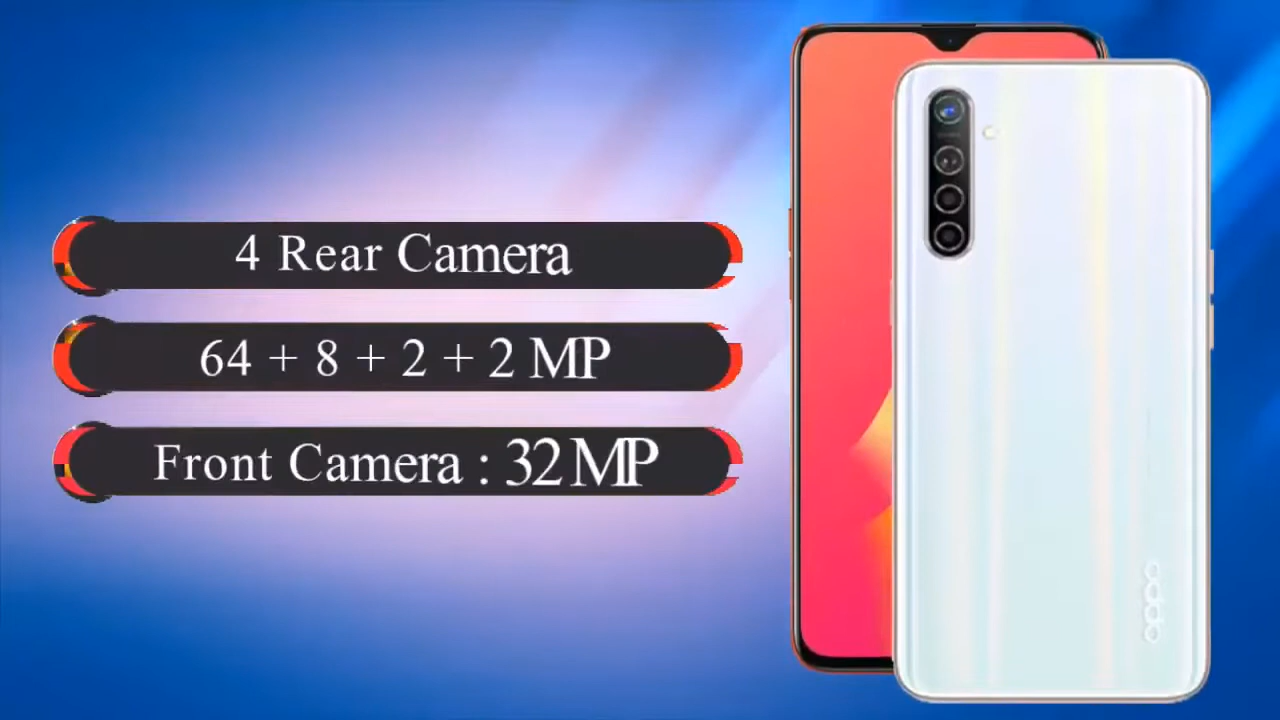 4 Rear Camera
64 + 8 + 2 + 2 MP
Front Camera : 32 MP
oppo